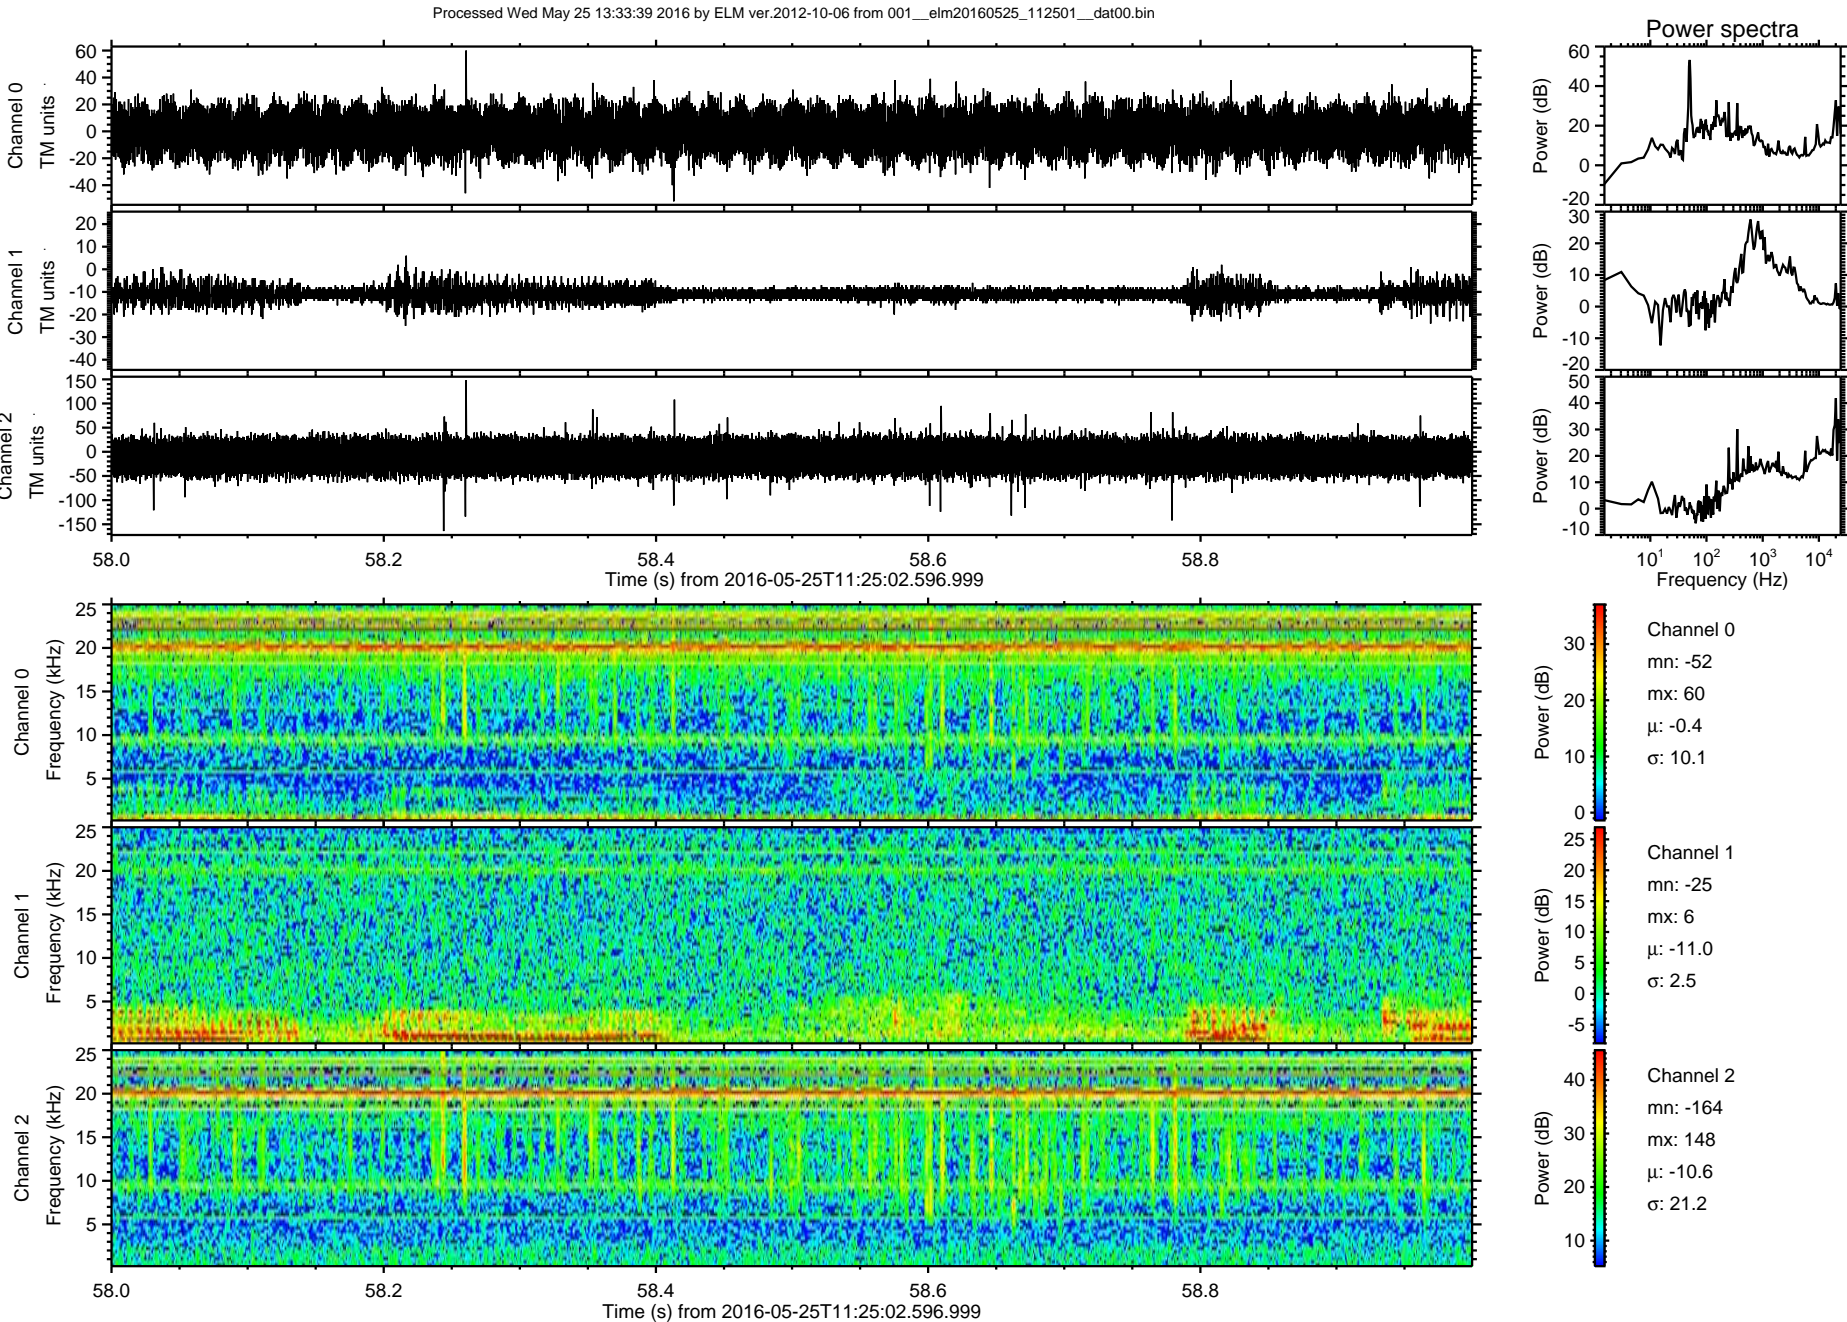 Processed Wed May 25 13:33:39 2016 by ELM ver.2012-10-06 from 001__elm20160525_112501__dat00.bin
Power spectra
Channel 0
TM units
60
40
20
0
-20
-40
Power (dB)
60
40
20
0
-20
Channel 1
TM units
20
10
0
-10
-20
-30
-40
Power (dB)
30
20
10
0
-10
-20
Channel 2
TM units
150
100
50
0
-50
-100
-150
Power (dB)
50
40
30
20
10
0
-10
58.0 58.2 58.4 58.6 58.8
Time (s) from 2016-05-25T11:25:02.596.999
10¹ 10² 10³ 10⁴
Frequency (Hz)
Channel 0
Frequency (kHz)
25
20
15
10
5
Power (dB)
30
20
10
0
Channel 0
mn: -52
mx: 60
μ: -0.4
σ: 10.1
Channel 1
Frequency (kHz)
25
20
15
10
5
Power (dB)
25
20
15
10
5
0
-5
Channel 1
mn: -25
mx: 6
μ: -11.0
σ: 2.5
Channel 2
Frequency (kHz)
25
20
15
10
5
Power (dB)
40
30
20
10
Channel 2
mn: -164
mx: 148
μ: -10.6
σ: 21.2
58.0 58.2 58.4 58.6 58.8
Time (s) from 2016-05-25T11:25:02.596.999